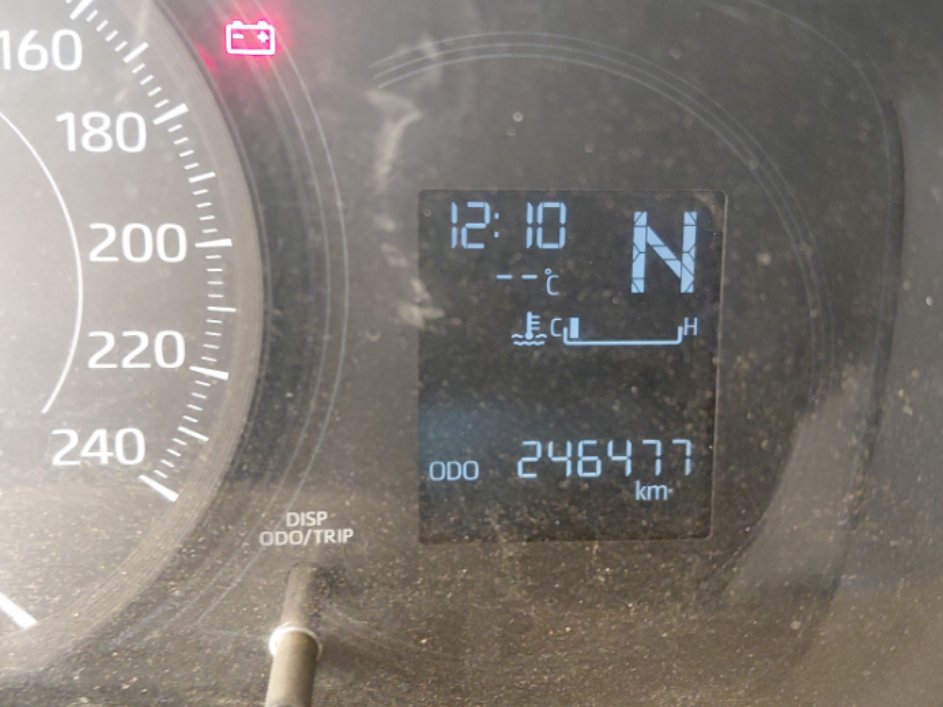 160
180
200
220
240
12:10
N
--°C
C H
ODO 246477
km
DISP
ODO/TRIP